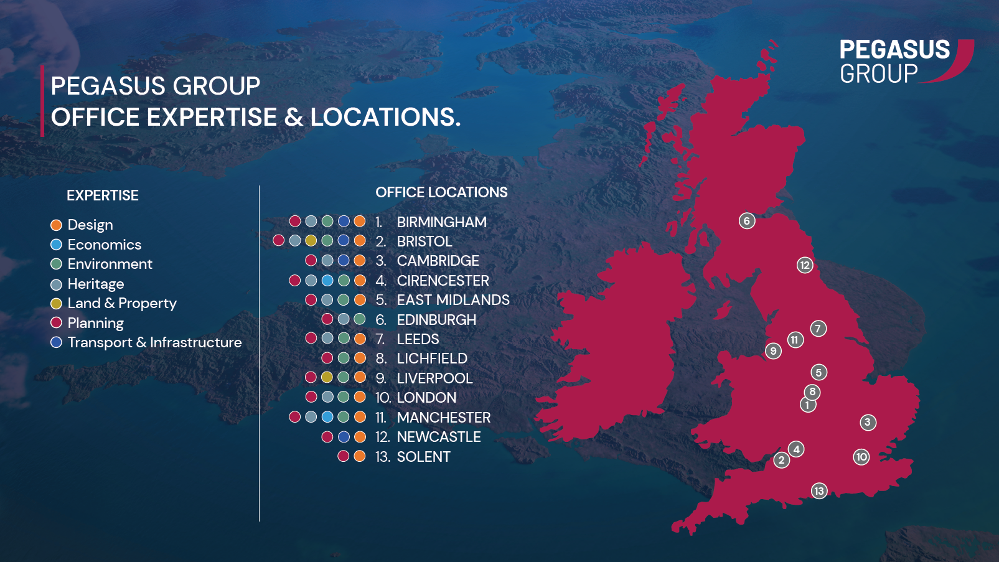 PEGASUS GROUP
OFFICE EXPERTISE & LOCATIONS.
PEGASUS
GROUP
EXPERTISE
Design
Economics
Environment
Heritage
Land & Property
Planning
Transport & Infrastructure
OFFICE LOCATIONS
1. BIRMINGHAM
2. BRISTOL
3. CAMBRIDGE
4. CIRENCESTER
5. EAST MIDLANDS
6. EDINBURGH
7. LEEDS
8. LICHFIELD
9. LIVERPOOL
10. LONDON
11. MANCHESTER
12. NEWCASTLE
13. SOLENT
6
12
7
11
9
5
8
1
3
4
2
10
13